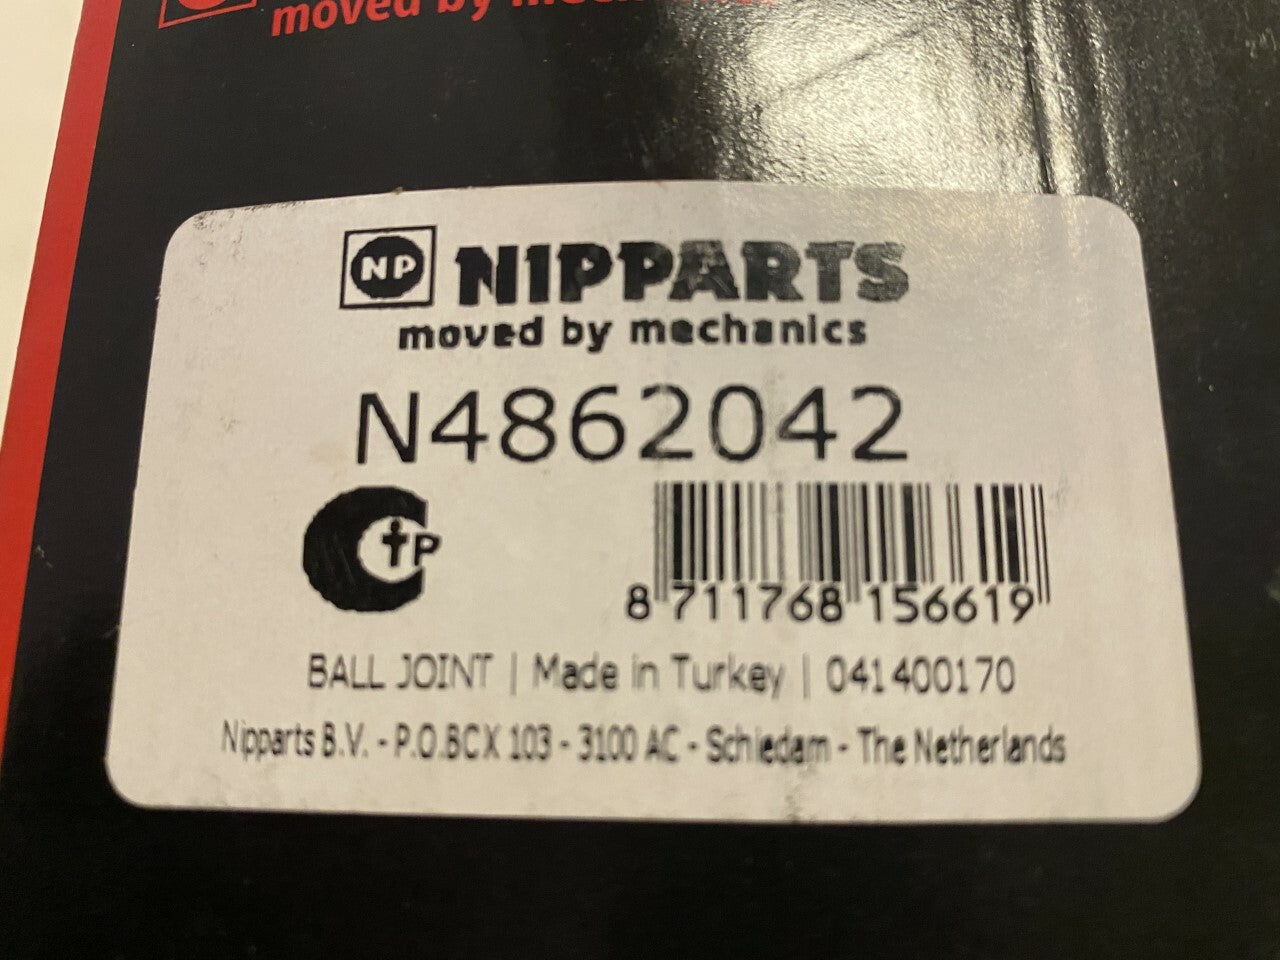 moved by mechanics
NP NIPPARTS
moved by mechanics
N4862042
CTP
8 711768 156619
BALL JOINT | Made in Turkey | 041400170
Nipparts B.V. - P.O.BOX 103 - 3100 AC - Schiedam - The Netherlands